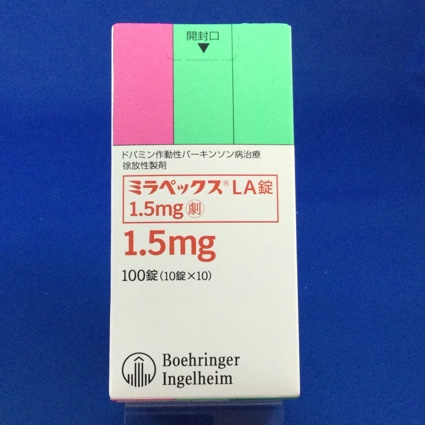 開封口
ドパミン作動性パーキンソン病治療
徐放性製剤
ミラペックス® LA錠
1.5mg 劇
1.5mg
100錠(10錠×10)
Boehringer
Ingelheim